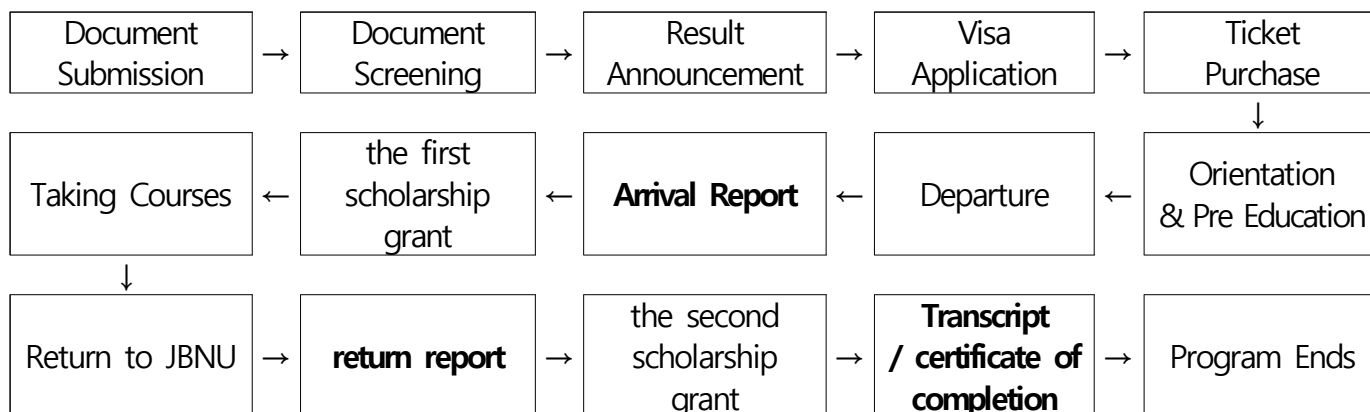 Document
Submission
→
Document
Screening
→
Result
Announcement
→
Visa
Application
→
Ticket
Purchase
↓
Taking Courses
←
the first
scholarship
grant
←
Arrival Report
←
Departure
←
Orientation
& Pre Education
↓
Return to JBNU
→
return report
→
the second
scholarship
grant
→
Transcript
/ certificate of
completion
→
Program Ends